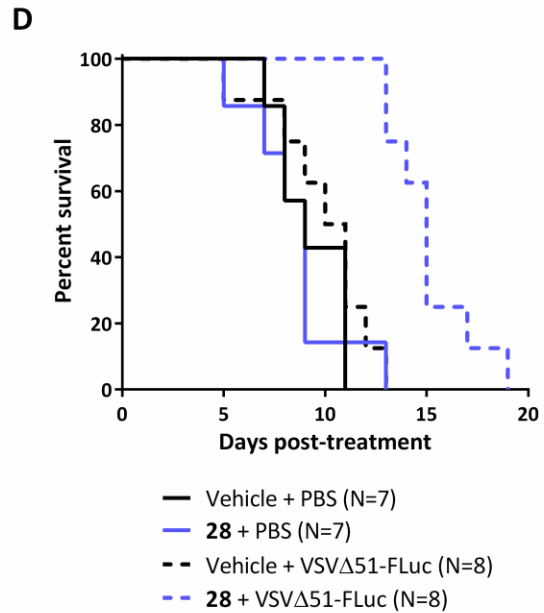 D
Percent survival
100
80
60
40
20
0
0 5 10 15 20
Days post-treatment
Vehicle + PBS (N=7)
28 + PBS (N=7)
Vehicle + VSVΔ51-FLuc (N=8)
28 + VSVΔ51-FLuc (N=8)